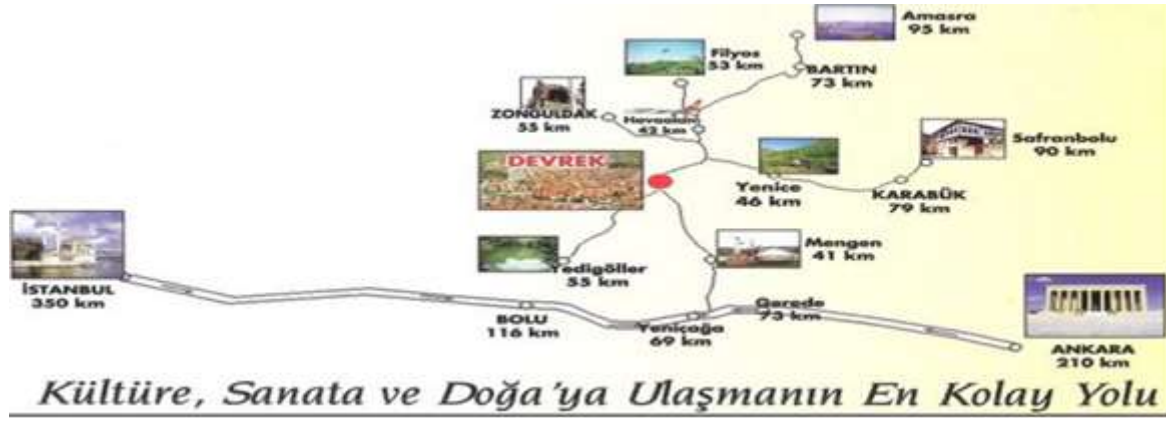 Amasra
95 km
Filyos
53 km
BARTIN
73 km
ZONGULDAK
55 km
Havaalanı
42 km
Safranbolu
90 km
DEVREK
Yenice
46 km
KARABÜK
79 km
Mengen
41 km
Yedigöller
55 km
İSTANBUL
350 km
BOLU
116 km
Yeniçağa
69 km
Gerede
73 km
ANKARA
210 km
Kültüre, Sanata ve Doğa'ya Ulaşmanın En Kolay Yolu